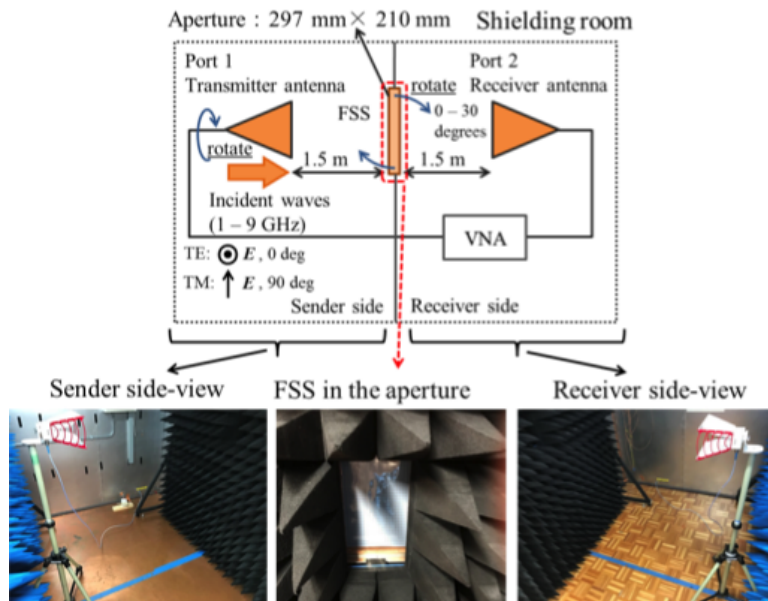 Aperture : 297 mm × 210 mm
Shielding room
Port 1
Transmitter antenna
rotate
Incident waves
(1 – 9 GHz)
TE: E, 0 deg
TM: E, 90 deg
1.5 m
FSS
rotate
0 – 30
degrees
1.5 m
Port 2
Receiver antenna
VNA
Sender side
Receiver side
Sender side-view
FSS in the aperture
Receiver side-view